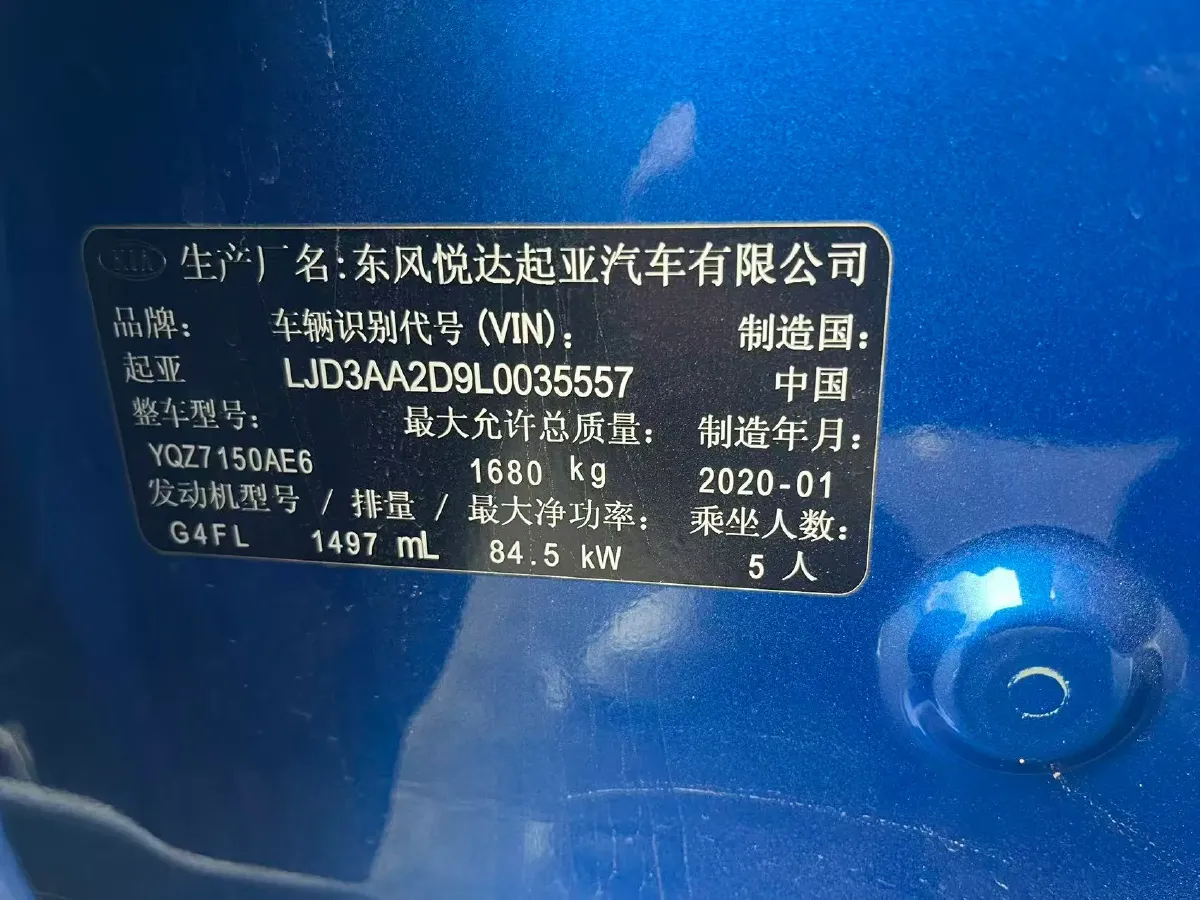 KIA 生产厂名:东风悦达起亚汽车有限公司
品牌: 车辆识别代号(VIN): 制造国:
起亚 LJD3AA2D9L0035557 中国
整车型号: 最大允许总质量: 制造年月:
YQZ7150AE6 1680 kg 2020-01
发动机型号 / 排量 / 最大净功率: 乘坐人数:
G4FL 1497 mL 84.5 kW 5 人